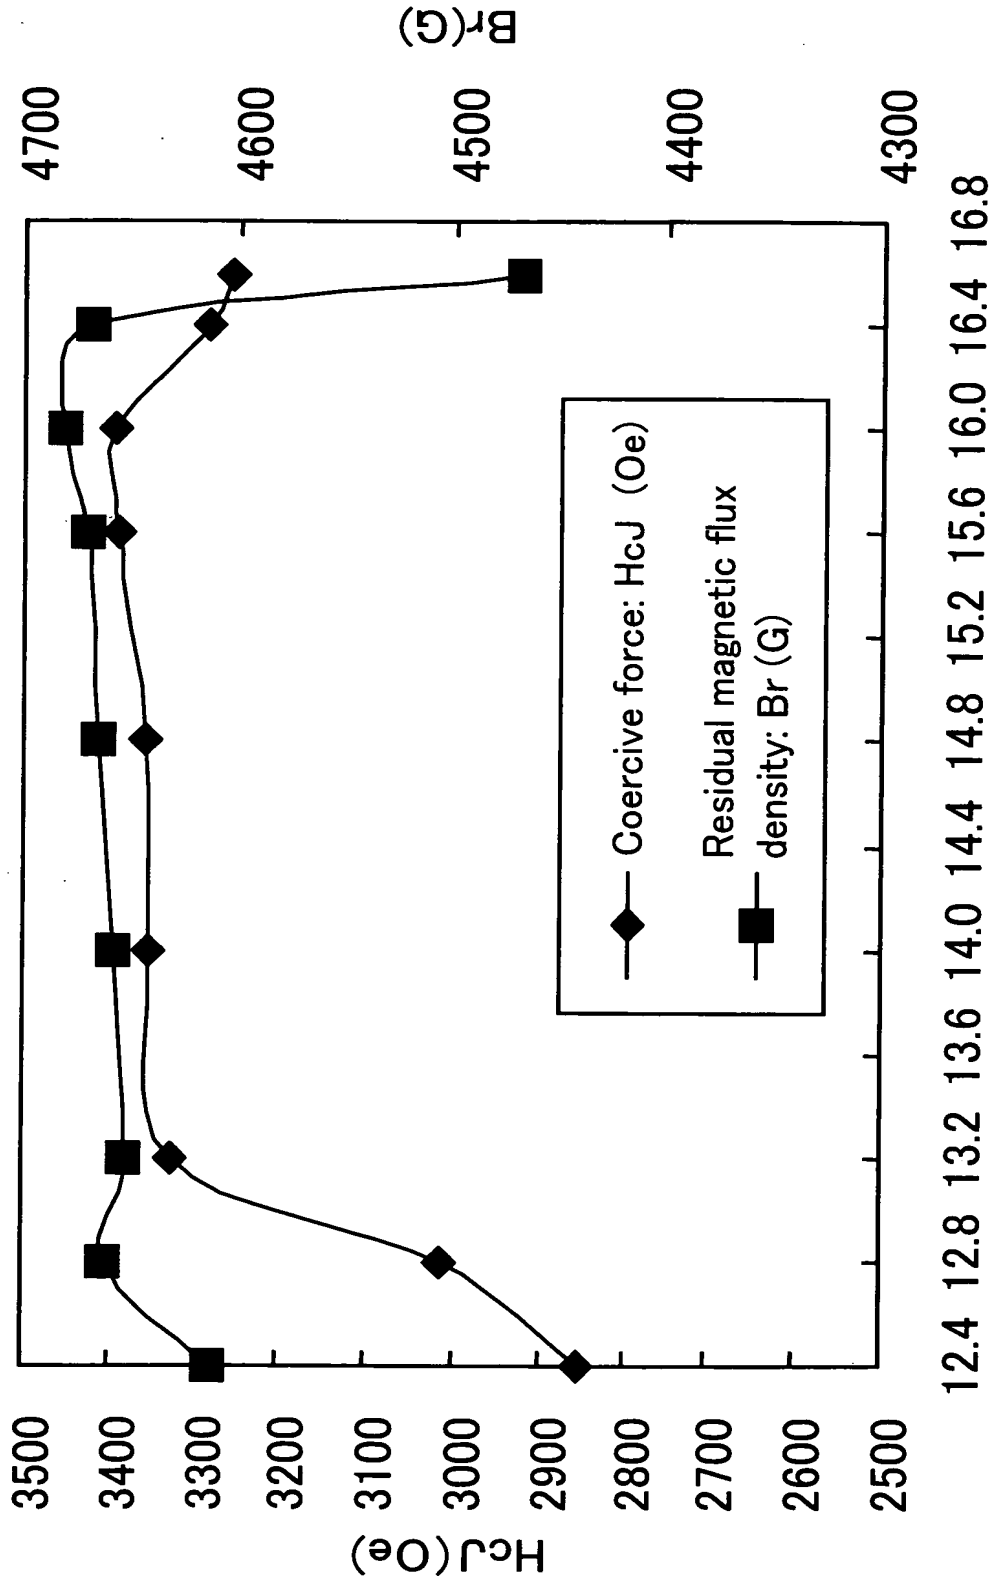 Br(G)
4700
4600
4500
4400
4300
3500
3400
3300
3200
3100
3000
2900
2800
2700
2600
2500
HcJ(Oe)
12.4 12.8 13.2 13.6 14.0 14.4 14.8 15.2 15.6 16.0 16.4 16.8
Coercive force: HcJ (Oe)
Residual magnetic flux
density: Br (G)